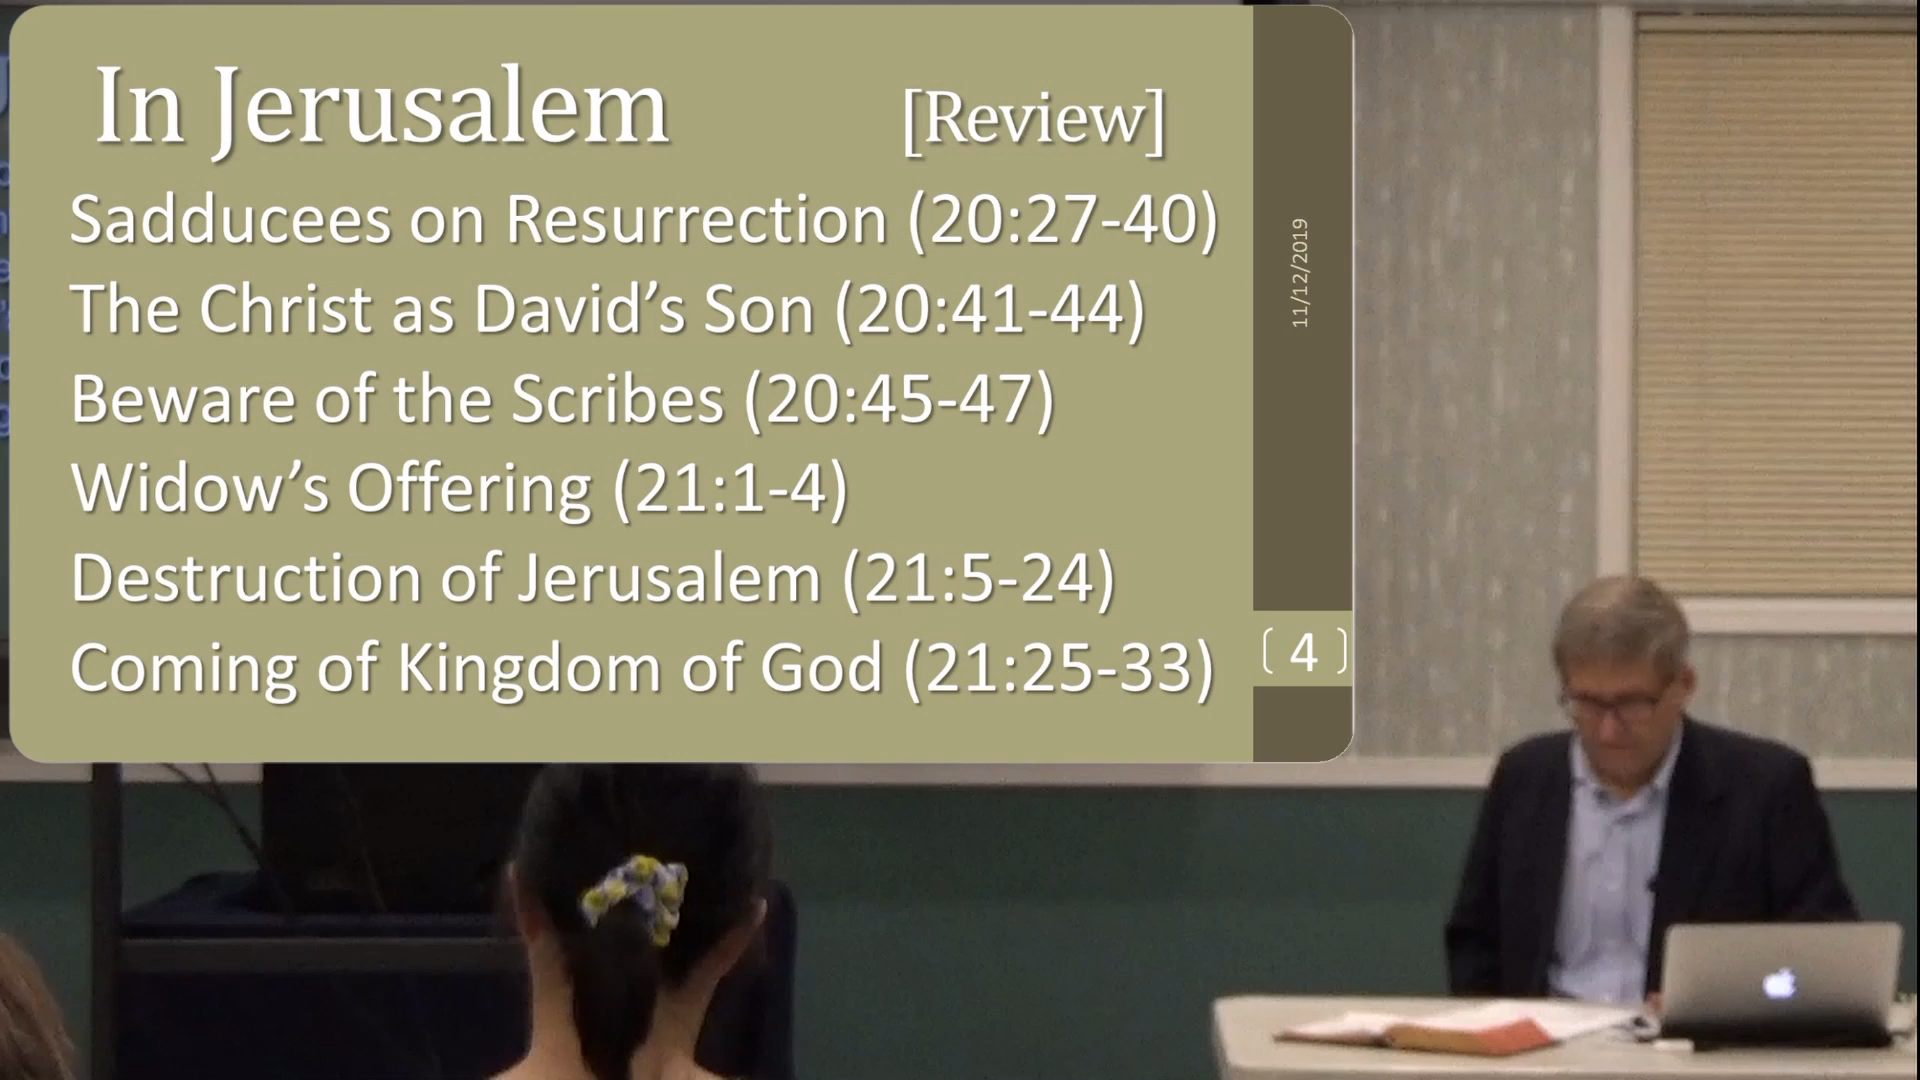 In Jerusalem [Review]
Sadducees on Resurrection (20:27-40)
The Christ as David’s Son (20:41-44)
Beware of the Scribes (20:45-47)
Widow’s Offering (21:1-4)
Destruction of Jerusalem (21:5-24)
Coming of Kingdom of God (21:25-33)
11/12/2019
4